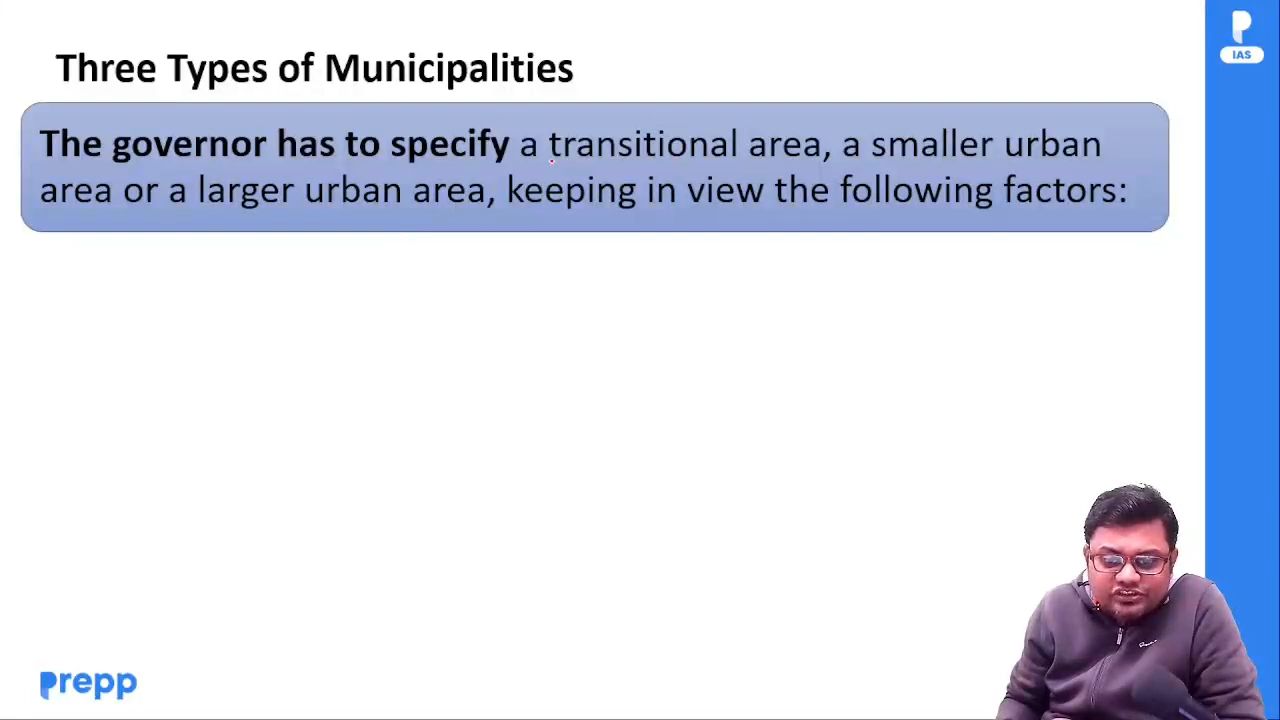 Three Types of Municipalities
The governor has to specify a transitional area, a smaller urban
area or a larger urban area, keeping in view the following factors:
IAS
prepp